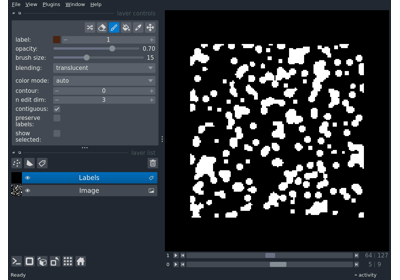 File View Plugins Window Help
layer controls
label: 1
opacity: 0.70
brush size: 15
blending: translucent
color mode: auto
contour: 0
n edit dim: 3
contiguous:
preserve
labels:
show
selected:
layer list
Labels
Image
1 64 127
0 5 9
Ready activity